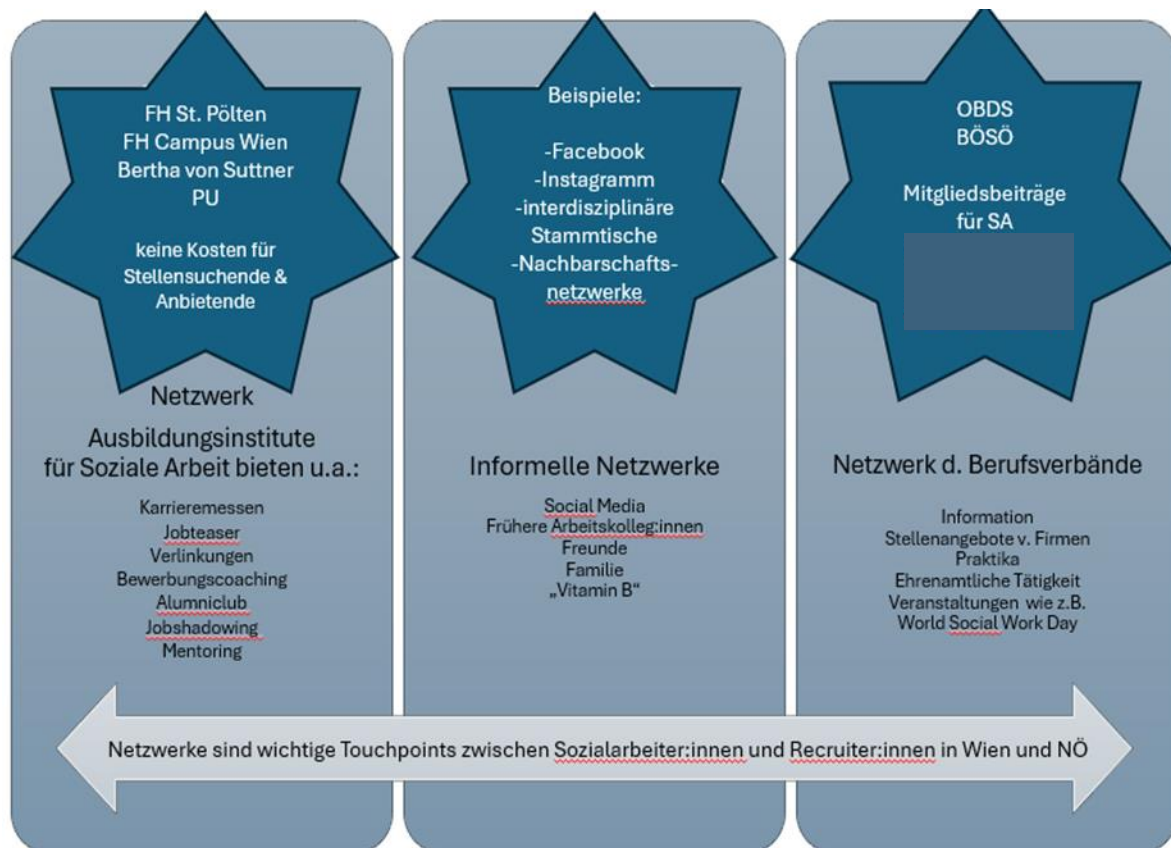 FH St. Pölten
FH Campus Wien
Bertha von Suttner
PU
keine Kosten für
Stellensuchende &
Anbietende
Netzwerk
Ausbildungsinstitute
für Soziale Arbeit bieten u.a.:
Karrieremessen
Jobteaser
Verlinkungen
Bewerbungscoaching
Alumniclub
Jobshadowing
Mentoring
Beispiele:
-Facebook
-Instagramm
-interdisziplinäre
Stammtische
-Nachbarschafts-
netzwerke
Informelle Netzwerke
Social Media
Frühere Arbeitskolleg:innen
Freunde
Familie
„Vitamin B“
OBDS
BÖSÖ
Mitgliedsbeiträge
für SA
Netzwerk d. Berufsverbände
Information
Stellenangebote v. Firmen
Praktika
Ehrenamtliche Tätigkeit
Veranstaltungen wie z.B.
World Social Work Day
Netzwerke sind wichtige Touchpoints zwischen Sozialarbeiter:innen und Recruiter:innen in Wien und NÖ